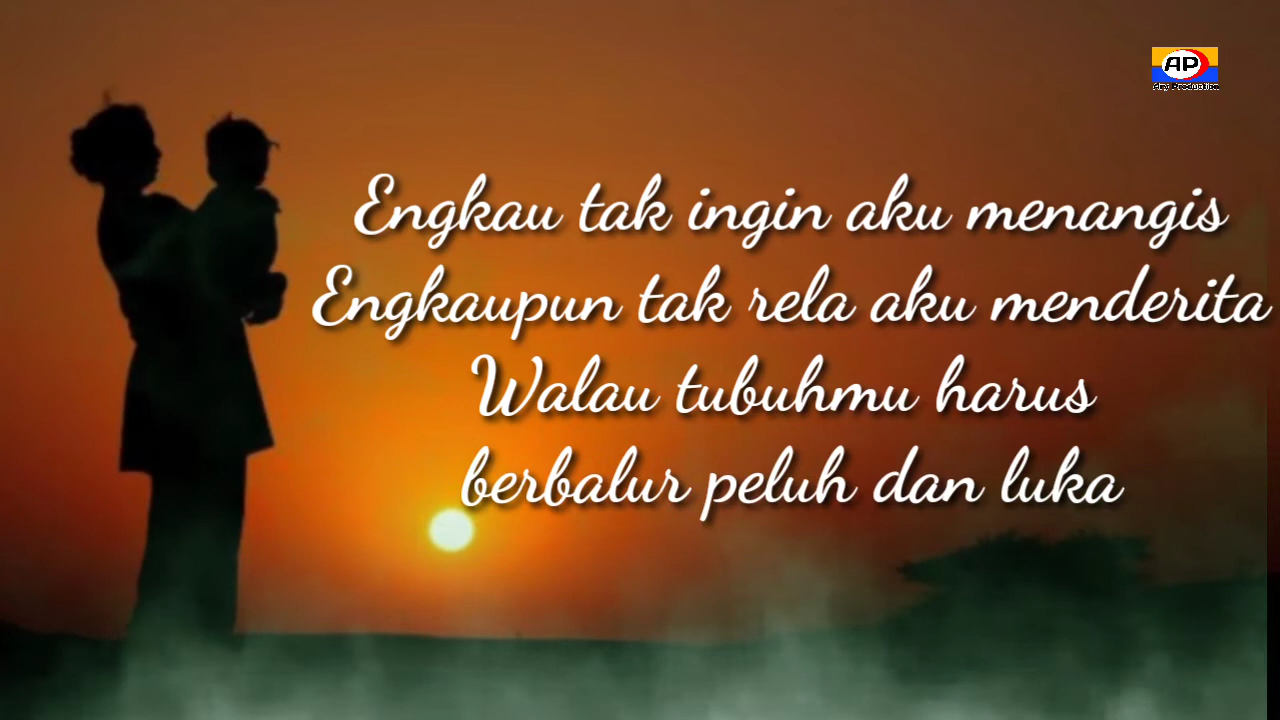 AP
Engkau tak ingin aku menangis
Engkaupun tak rela aku menderita
Walau tubuhmu harus
berbalur peluh dan luka